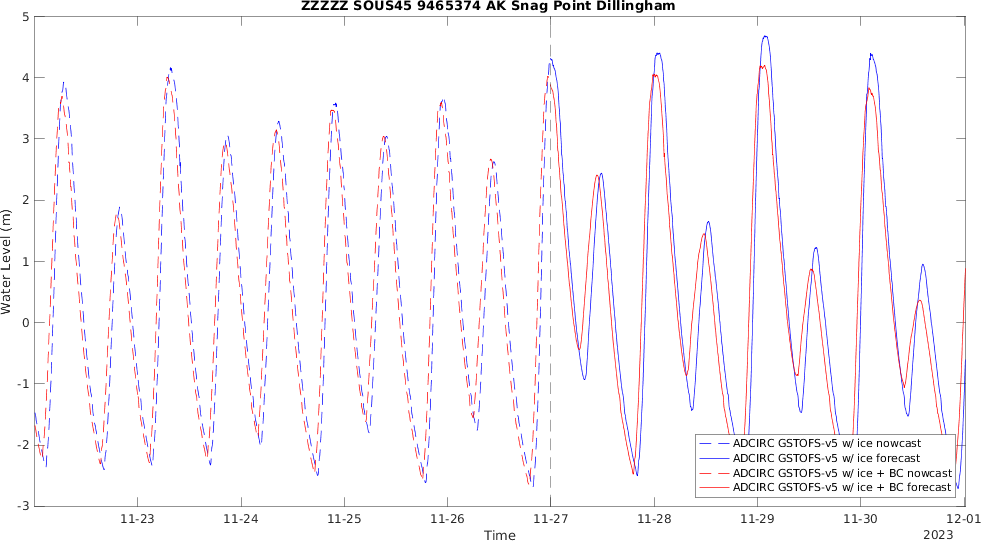 ZZZZZ SOUS45 9465374 AK Snag Point Dillingham
5
4
3
2
1
0
-1
-2
-3
Water Level (m)
ADCIRC GSTOFS-v5 w/ ice nowcast
ADCIRC GSTOFS-v5 w/ ice forecast
ADCIRC GSTOFS-v5 w/ ice + BC nowcast
ADCIRC GSTOFS-v5 w/ ice + BC forecast
11-23 11-24 11-25 11-26 11-27 11-28 11-29 11-30 12-01
Time
2023